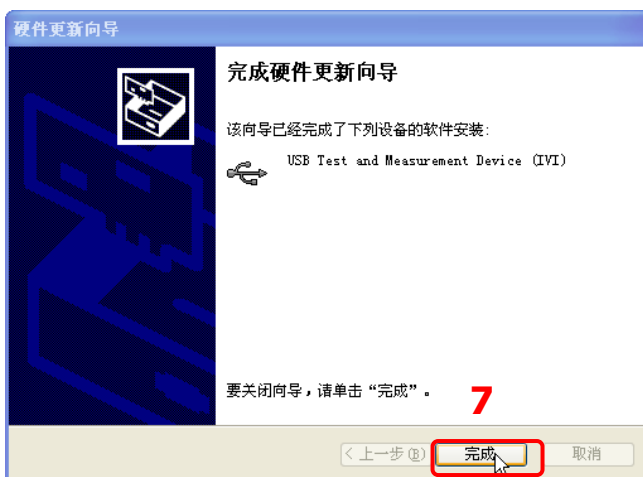 硬件更新向导
完成硬件更新向导
该向导已经完成了下列设备的软件安装:
USB Test and Measurement Device (IVI)
要关闭向导，请单击“完成”。
7
< 上一步(B)
完成
取消